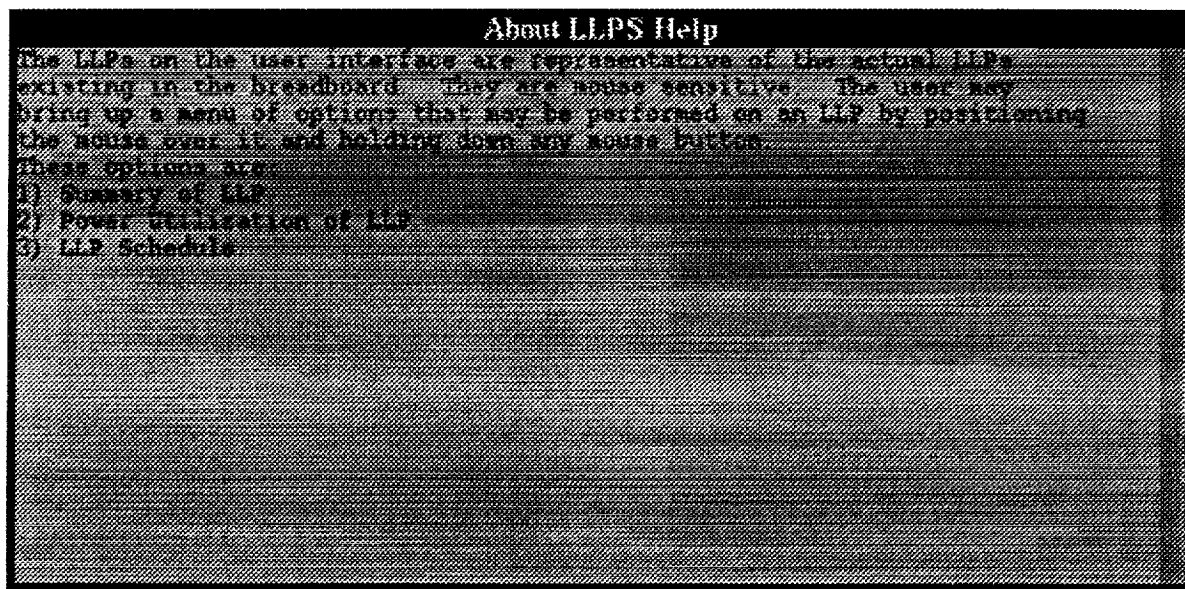 About LLPS Help
The LLPs on the user interface are representative of the actual LLPs
existing in the breadboard. They are mouse sensitive. The user may
bring up a menu of options that may be performed on an LLP by positioning
the mouse over it and holding down any mouse button.
These options are:
1) Summary of LLP
2) Power Utilization of LLP
3) LLP Schedule